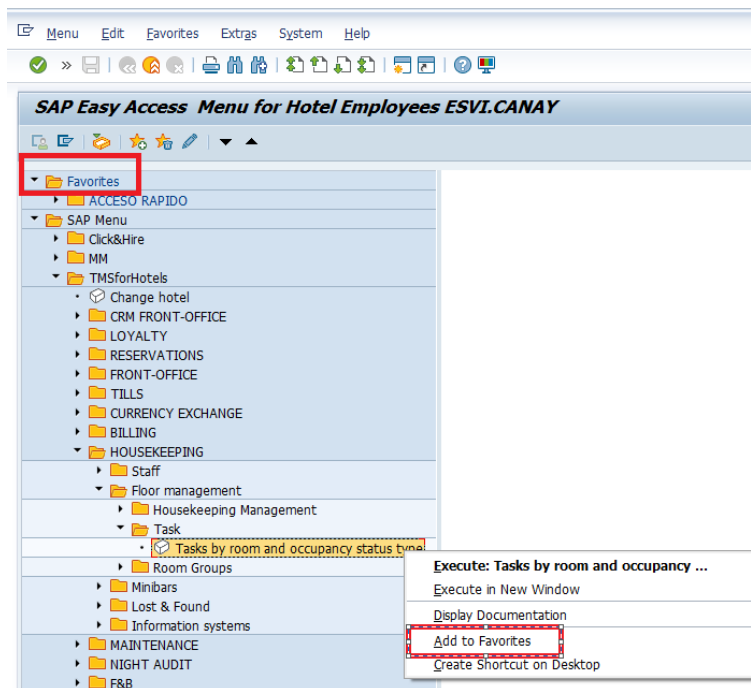 Menu Edit Favorites Extras System Help
SAP Easy Access Menu for Hotel Employees ESVI.CANAY
Favorites
ACCESO RAPIDO
SAP Menu
Click&Hire
MM
TMSforHotels
Change hotel
CRM FRONT-OFFICE
LOYALTY
RESERVATIONS
FRONT-OFFICE
TILLS
CURRENCY EXCHANGE
BILLING
HOUSEKEEPING
Staff
Floor management
Housekeeping Management
Task
Tasks by room and occupancy status type
Room Groups
Minibars
Lost & Found
Information systems
MAINTENANCE
NIGHT AUDIT
F&B
Execute: Tasks by room and occupancy ...
Execute in New Window
Display Documentation
Add to Favorites
Create Shortcut on Desktop